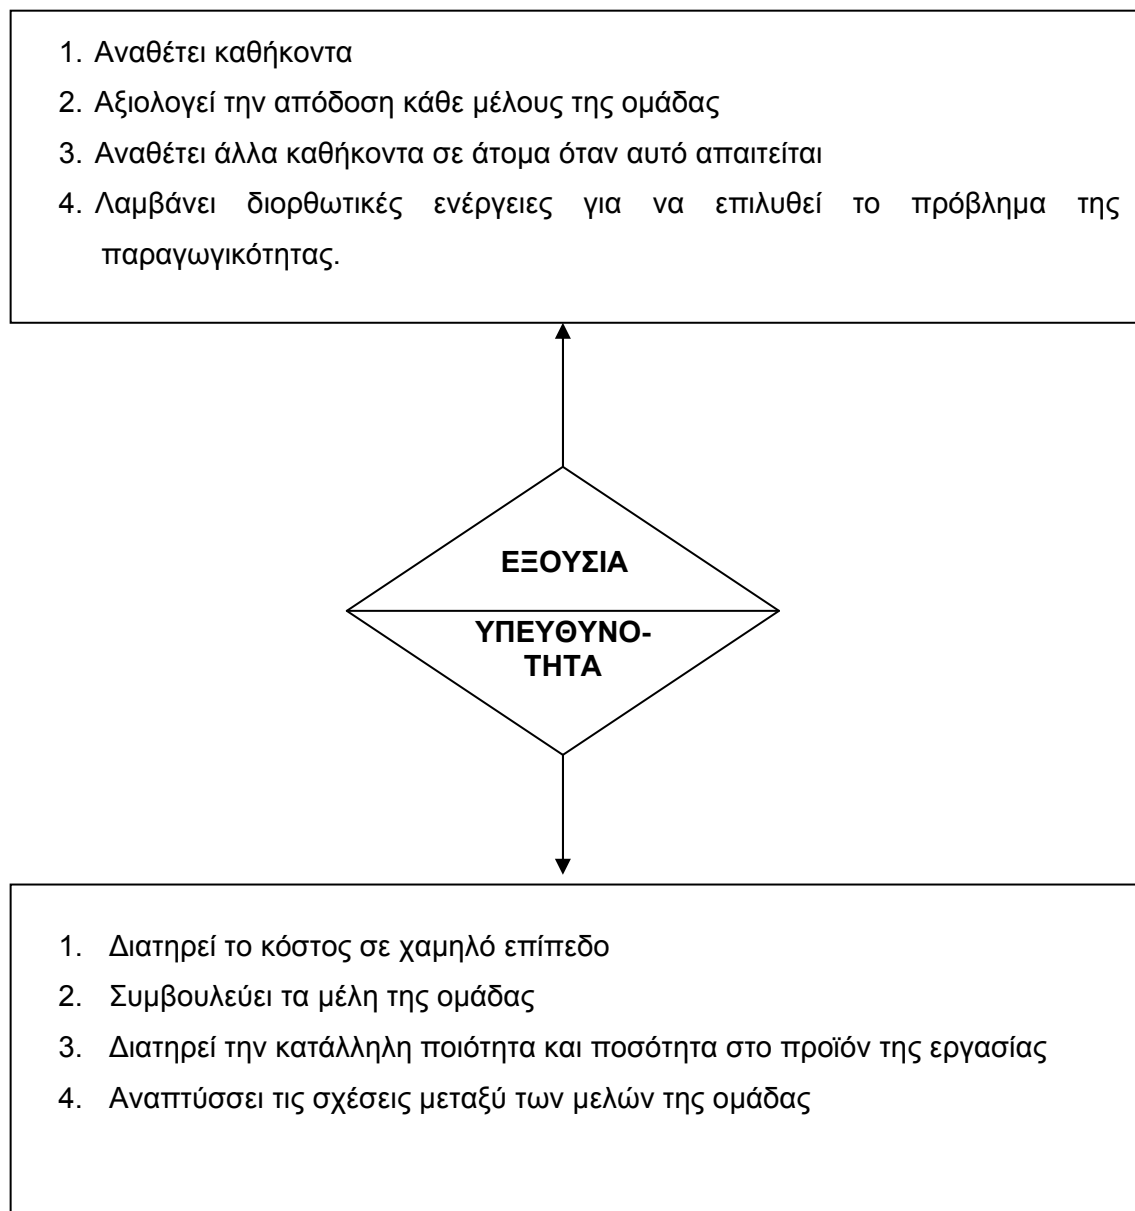 1. Αναθέτει καθήκοντα
2. Αξιολογεί την απόδοση κάθε μέλους της ομάδας
3. Αναθέτει άλλα καθήκοντα σε άτομα όταν αυτό απαιτείται
4. Λαμβάνει διορθωτικές ενέργειες για να επιλυθεί το πρόβλημα της
παραγωγικότητας.
ΕΞΟΥΣΙΑ
ΥΠΕΥΘΥΝΟ-
ΤΗΤΑ
1. Διατηρεί το κόστος σε χαμηλό επίπεδο
2. Συμβουλεύει τα μέλη της ομάδας
3. Διατηρεί την κατάλληλη ποιότητα και ποσότητα στο προϊόν της εργασίας
4. Αναπτύσσει τις σχέσεις μεταξύ των μελών της ομάδας